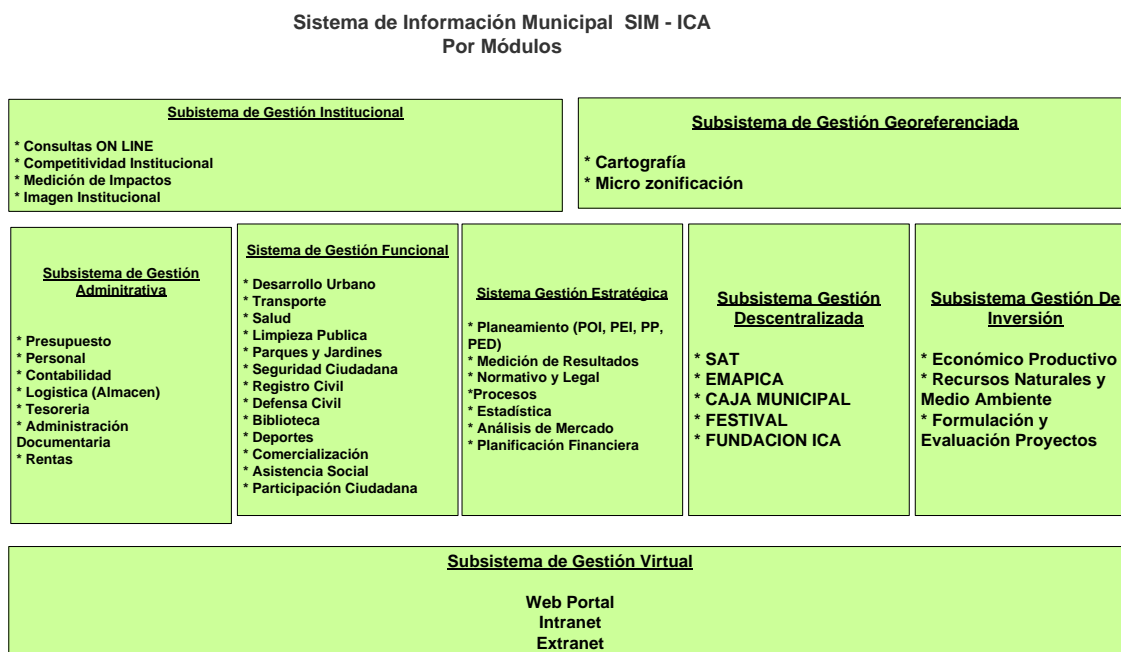 Sistema de Información Municipal SIM - ICA
Por Módulos
Subistema de Gestión Institucional
* Consultas ON LINE
* Competitividad Institucional
* Medición de Impactos
* Imagen Institucional
Subsistema de Gestión Georeferenciada
* Cartografía
* Micro zonificación
Subsistema de Gestión
Adminitrativa
* Presupuesto
* Personal
* Contabilidad
* Logistica (Almacen)
* Tesoreria
* Administración
Documentaria
* Rentas
Sistema de Gestión Funcional
* Desarrollo Urbano
* Transporte
* Salud
* Limpieza Publica
* Parques y Jardines
* Seguridad Ciudadana
* Registro Civil
* Defensa Civil
* Biblioteca
* Deportes
* Comercialización
* Asistencia Social
* Participación Ciudadana
Sistema Gestión Estratégica
* Planeamiento (POI, PEI, PP,
PED)
* Medición de Resultados
* Normativo y Legal
*Procesos
* Estadística
* Análisis de Mercado
* Planificación Financiera
Subsistema Gestión
Descentralizada
* SAT
* EMAPICA
* CAJA MUNICIPAL
* FESTIVAL
* FUNDACION ICA
Subsistema Gestión De
Inversión
* Económico Productivo
* Recursos Naturales y
Medio Ambiente
* Formulación y
Evaluación Proyectos
Subsistema de Gestión Virtual
Web Portal
Intranet
Extranet